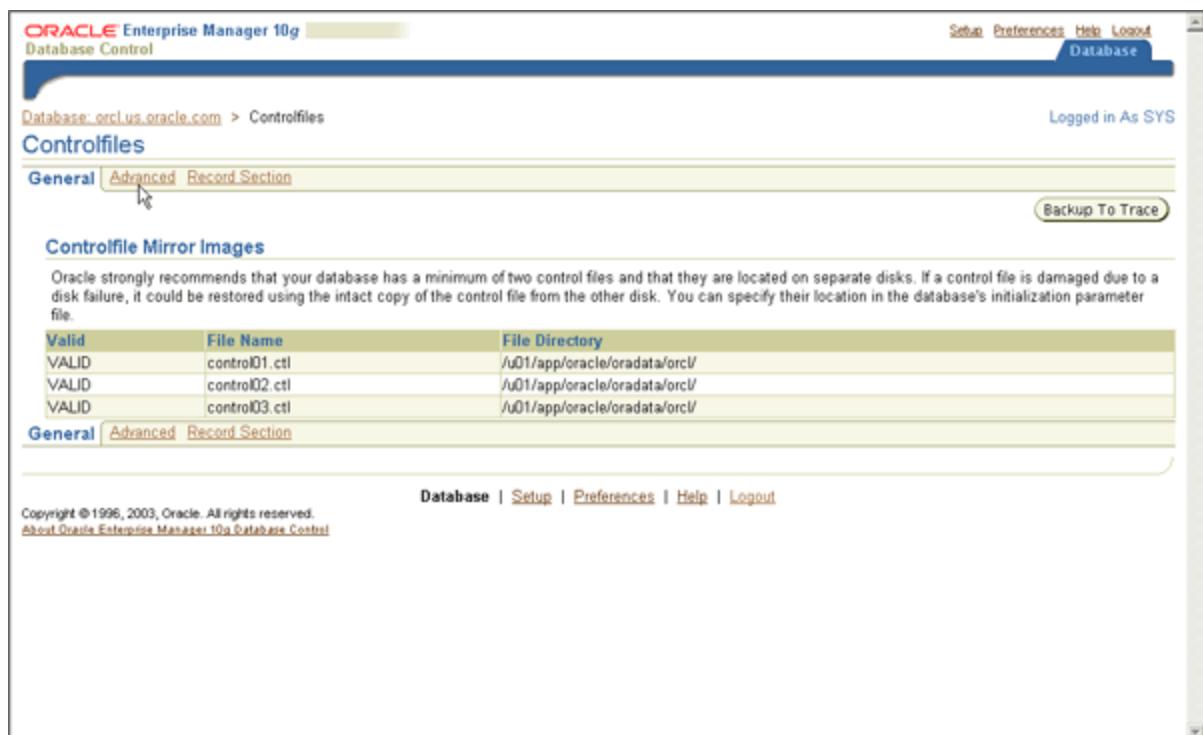 ORACLE Enterprise Manager 10g
Database Control
Setup Preferences Help Logout
Database
Database: orcl.us.oracle.com > Controlfiles
Logged in As SYS
Controlfiles
General Advanced Record Section
Backup To Trace
Controlfile Mirror Images
Oracle strongly recommends that your database has a minimum of two control files and that they are located on separate disks. If a control file is damaged due to a
disk failure, it could be restored using the intact copy of the control file from the other disk. You can specify their location in the database's initialization parameter
file.
Valid File Name File Directory
VALID control01.ctl /u01/app/oracle/oradata/orcl/
VALID control02.ctl /u01/app/oracle/oradata/orcl/
VALID control03.ctl /u01/app/oracle/oradata/orcl/
General Advanced Record Section
Database | Setup | Preferences | Help | Logout
Copyright © 1996, 2003, Oracle. All rights reserved.
About Oracle Enterprise Manager 10g Database Control